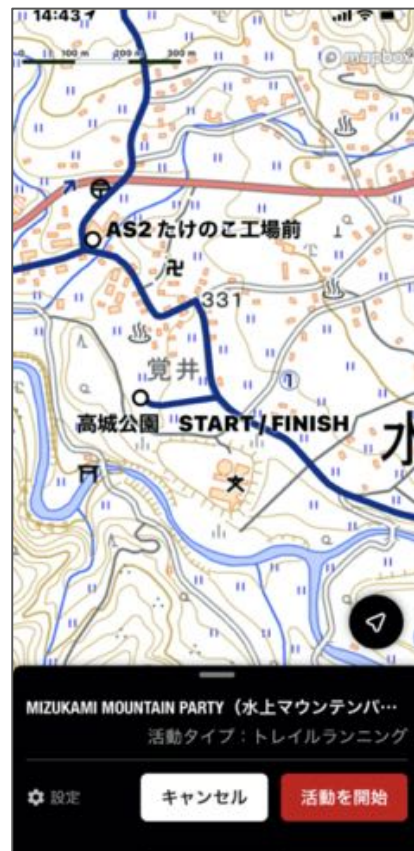 14:43
0 100 m 200 m 300 m
mapbox
AS2 たけのこ工場前
331
覚井
1
高城公園 START / FINISH
水
MIZUKAMI MOUNTAIN PARTY（水上マウンテンパ…
活動タイプ：トレイルランニング
設定 キャンセル 活動を開始